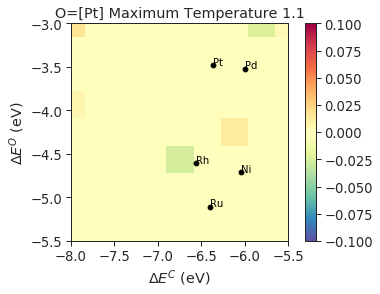 O=[Pt] Maximum Temperature 1.1
−3.0
−3.5
−4.0
−4.5
−5.0
−5.5
ΔE^O (eV)
Pt
Pd
Rh
Ni
Ru
−8.0 −7.5 −7.0 −6.5 −6.0 −5.5
ΔE^C (eV)
0.100
0.075
0.050
0.025
0.000
−0.025
−0.050
−0.075
−0.100